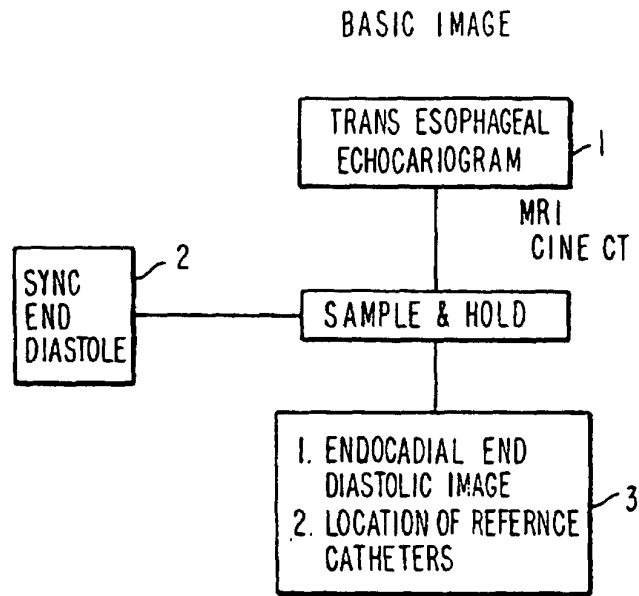 BASIC IMAGE
TRANS ESOPHAGEAL
ECHOCARIOGRAM
1
MRI
CINE CT
2
SYNC
END
DIASTOLE
SAMPLE & HOLD
1. ENDOCADIAL END
DIASTOLIC IMAGE
2. LOCATION OF REFERNCE
CATHETERS
3